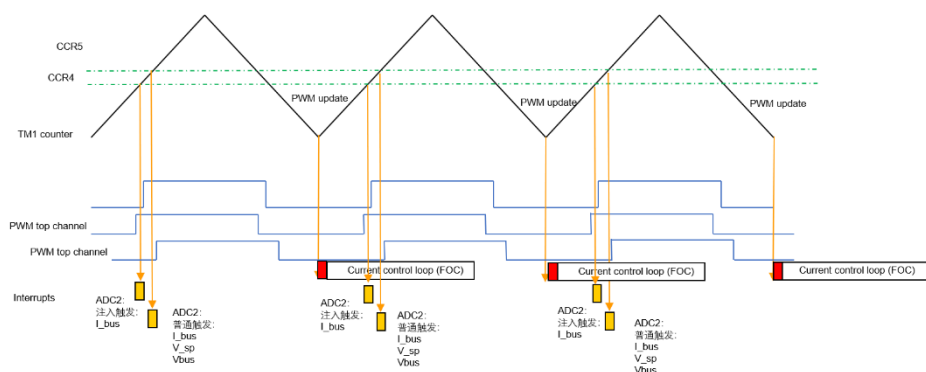 CCR5
CCR4
PWM update
PWM update
PWM update
TM1 counter
PWM top channel
PWM top channel
Current control loop (FOC)
Current control loop (FOC)
Current control loop (FOC)
Interrupts
ADC2:
注入触发:
I_bus
ADC2:
普通触发:
I_bus
V_sp
Vbus
ADC2:
注入触发:
I_bus
ADC2:
普通触发:
I_bus
V_sp
Vbus
ADC2:
注入触发:
I_bus
ADC2:
普通触发:
I_bus
V_sp
Vbus